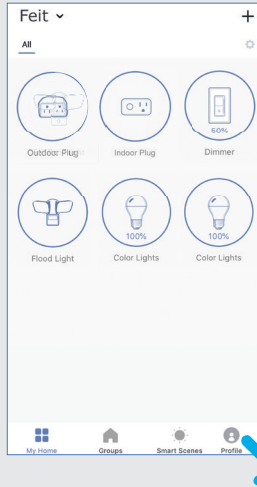 Feit
All
60%
Outdoor Plug Indoor Plug Dimmer
100% 100%
Flood Light Color Lights Color Lights
My Home Groups Smart Scenes Profile